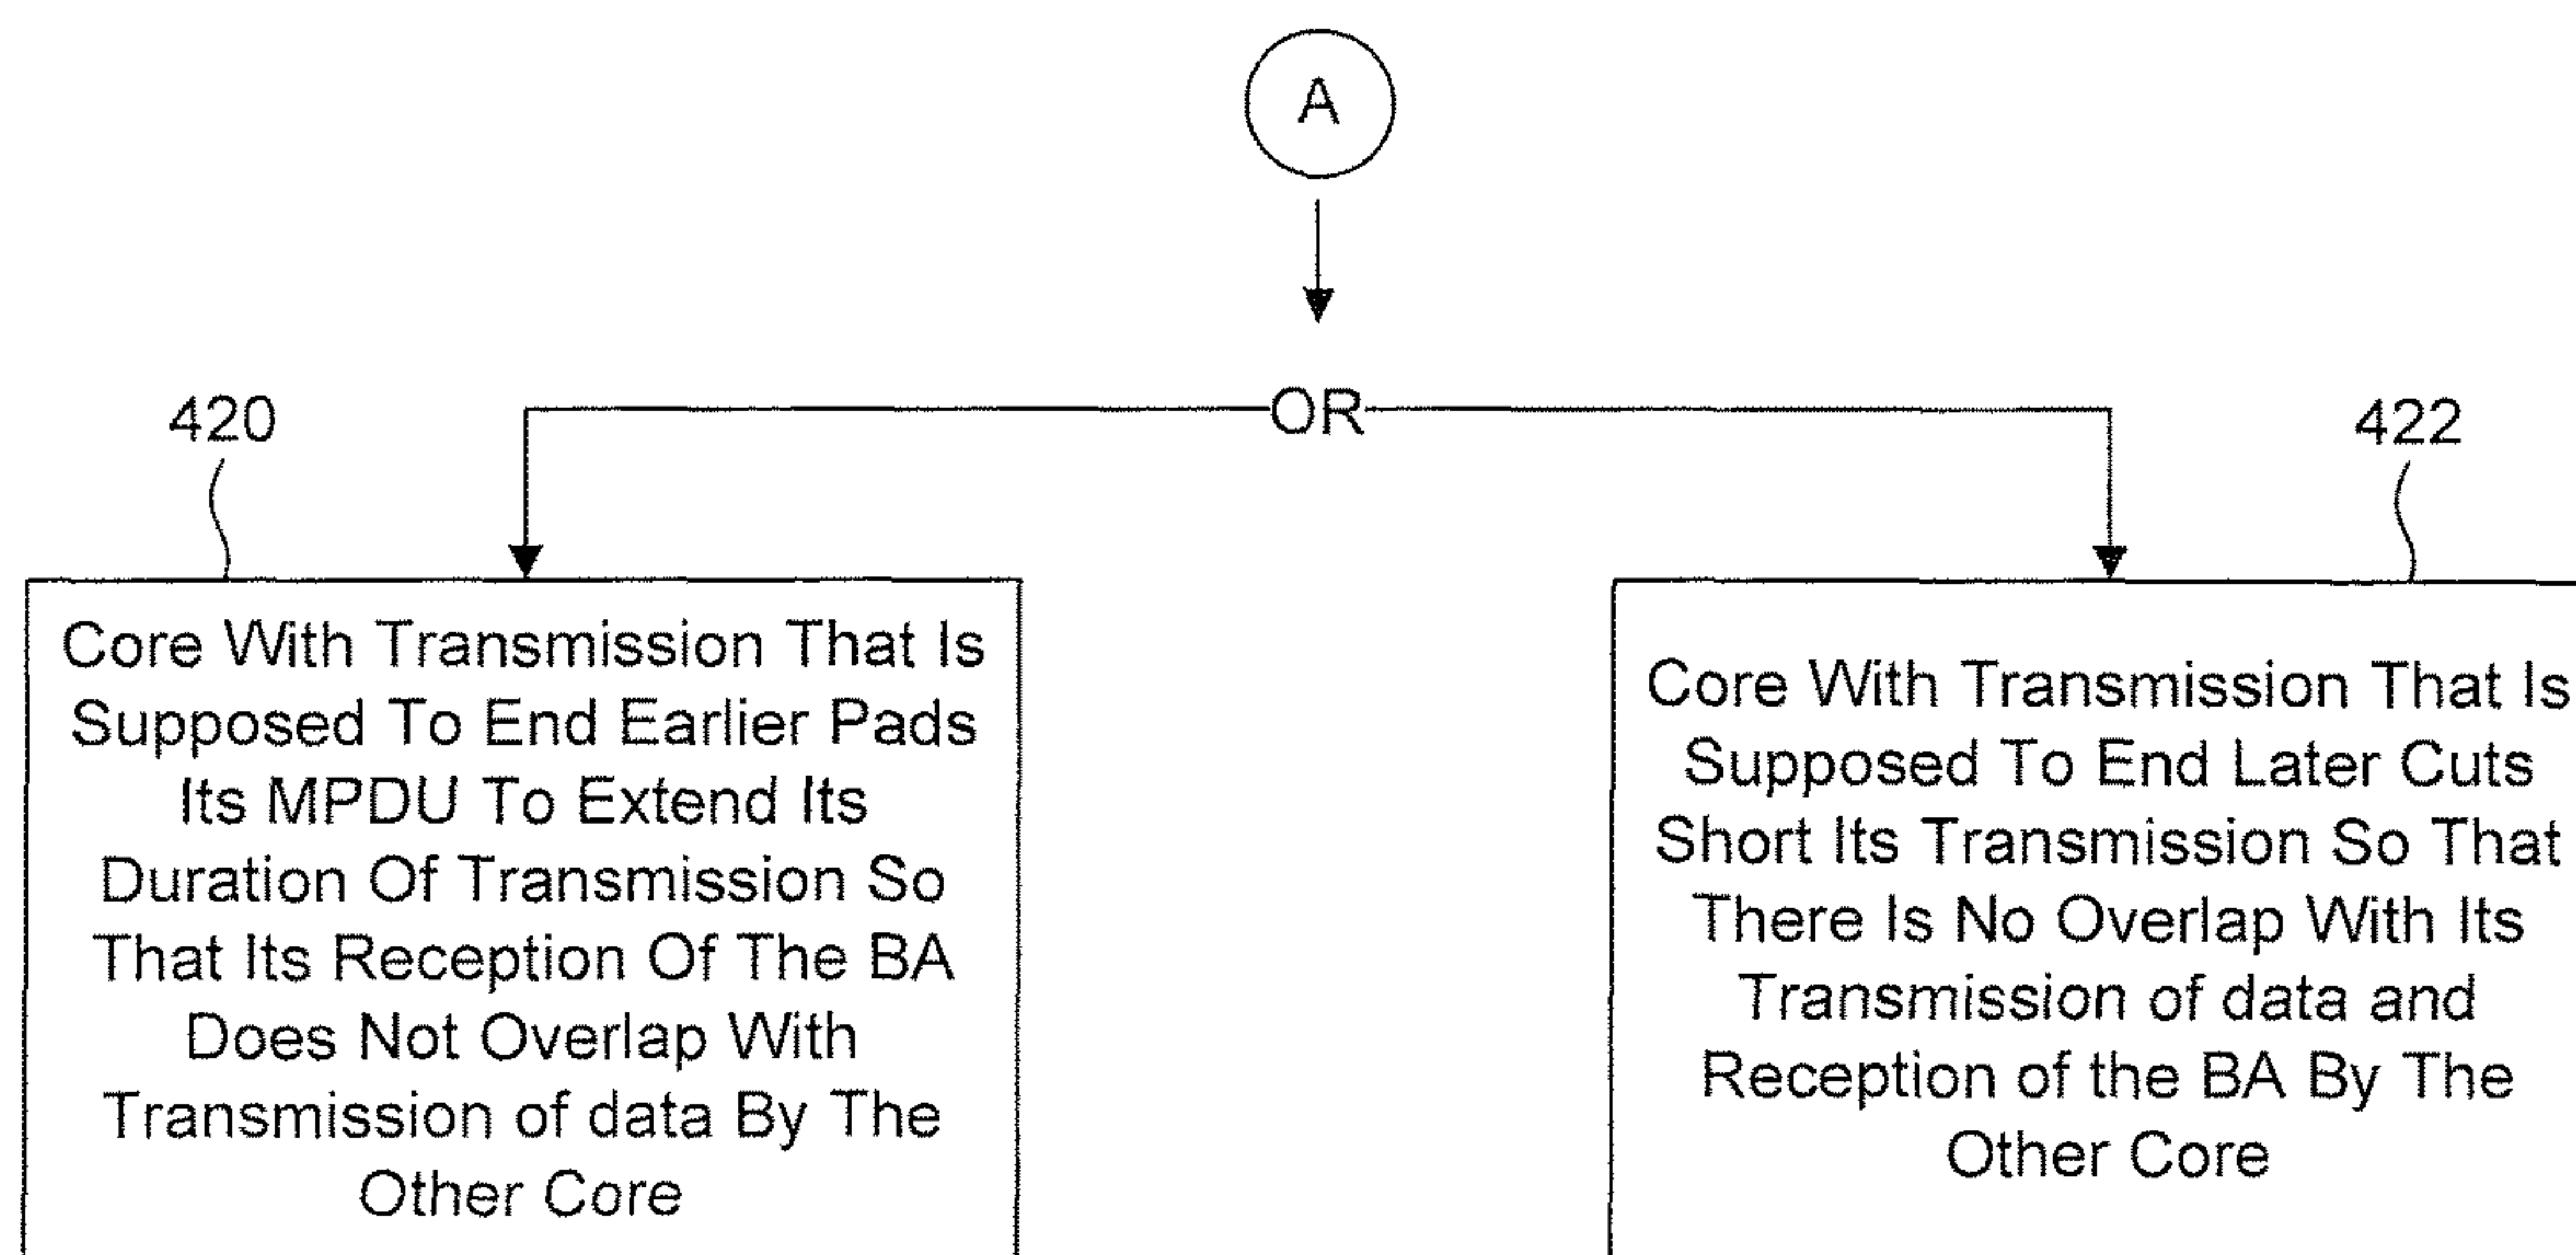 A
OR
420
422
Core With Transmission That Is
Supposed To End Earlier Pads
Its MPDU To Extend Its
Duration Of Transmission So
That Its Reception Of The BA
Does Not Overlap With
Transmission of data By The
Other Core
Core With Transmission That Is
Supposed To End Later Cuts
Short Its Transmission So That
There Is No Overlap With Its
Transmission of data and
Reception of the BA By The
Other Core